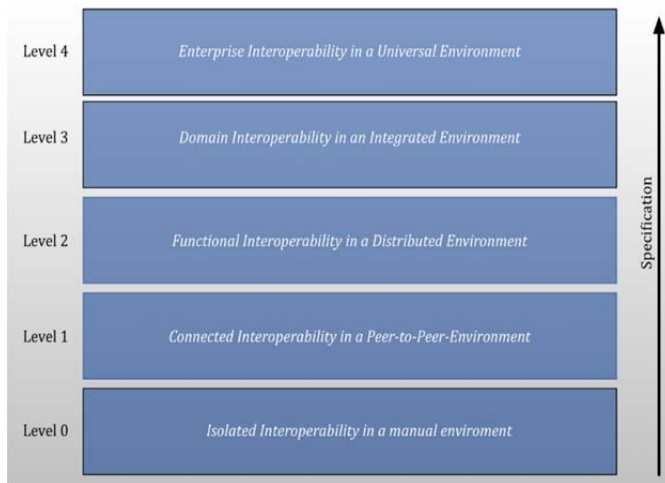 Level 4
Enterprise Interoperability in a Universal Environment
Level 3
Domain Interoperability in an Integrated Environment
Level 2
Functional Interoperability in a Distributed Environment
Level 1
Connected Interoperability in a Peer-to-Peer-Environment
Level 0
Isolated Interoperability in a manual enviroment
Specification